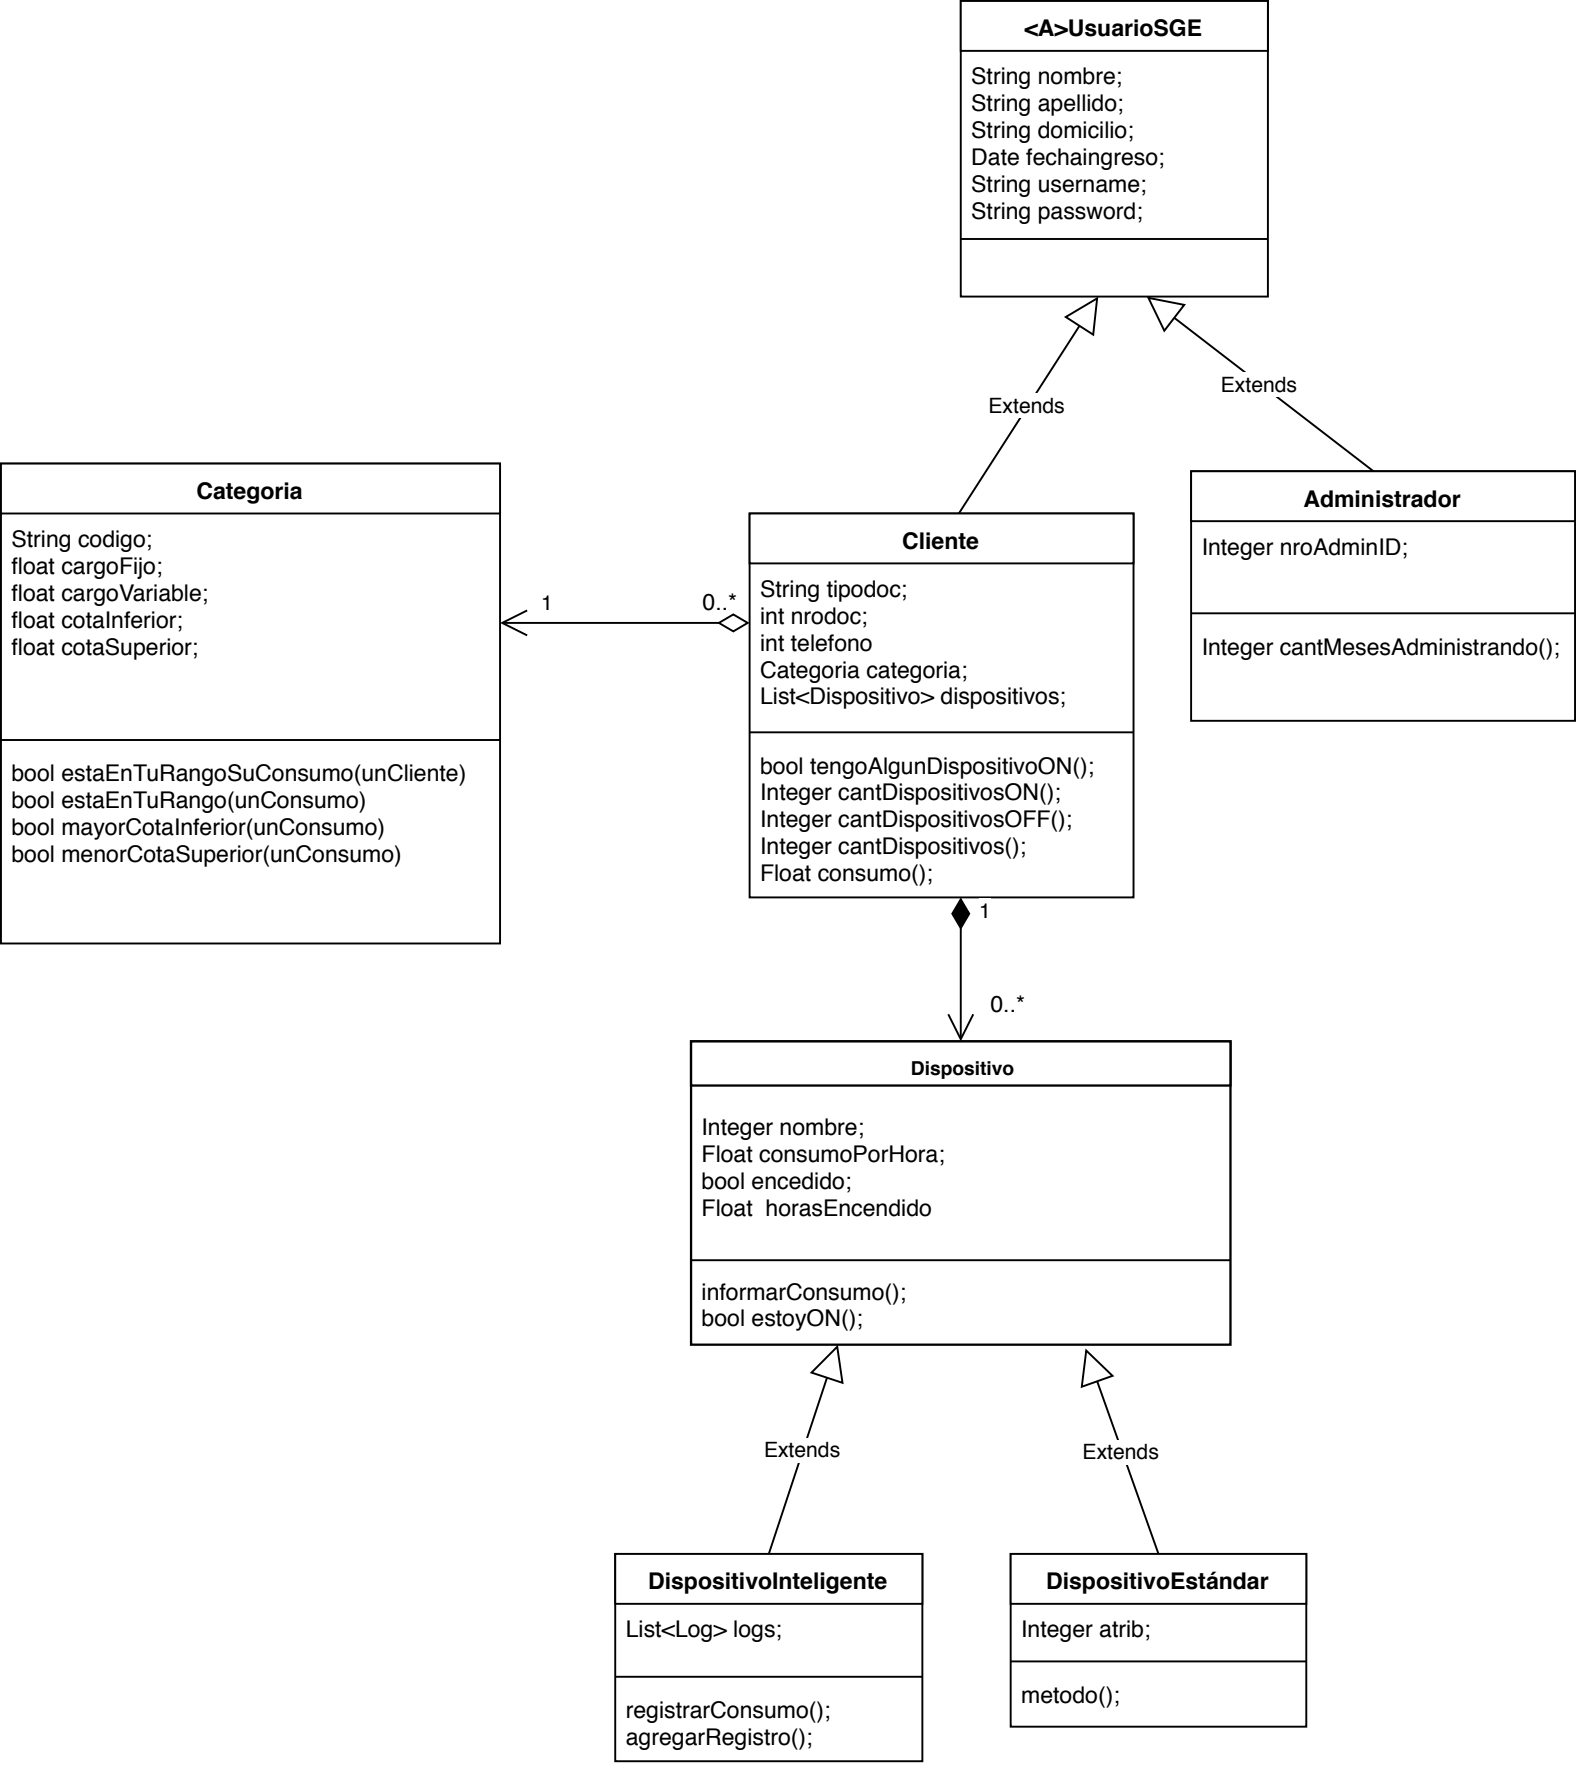 <A>UsuarioSGE
String nombre;
String apellido;
String domicilio;
Date fechaingreso;
String username;
String password;
Extends
Extends
Categoria
String codigo;
float cargoFijo;
float cargoVariable;
float cotaInferior;
float cotaSuperior;
bool estaEnTuRangoSuConsumo(unCliente)
bool estaEnTuRango(unConsumo)
bool mayorCotaInferior(unConsumo)
bool menorCotaSuperior(unConsumo)
1
0..*
Cliente
String tipodoc;
int nrodoc;
int telefono
Categoria categoria;
List<Dispositivo> dispositivos;
bool tengoAlgunDispositivoON();
Integer cantDispositivosON();
Integer cantDispositivosOFF();
Integer cantDispositivos();
Float consumo();
Administrador
Integer nroAdminID;
Integer cantMesesAdministrando();
1
0..*
Dispositivo
Integer nombre;
Float consumoPorHora;
bool encedido;
Float  horasEncendido
informarConsumo();
bool estoyON();
Extends
Extends
DispositivoInteligente
List<Log> logs;
registrarConsumo();
agregarRegistro();
DispositivoEstándar
Integer atrib;
metodo();